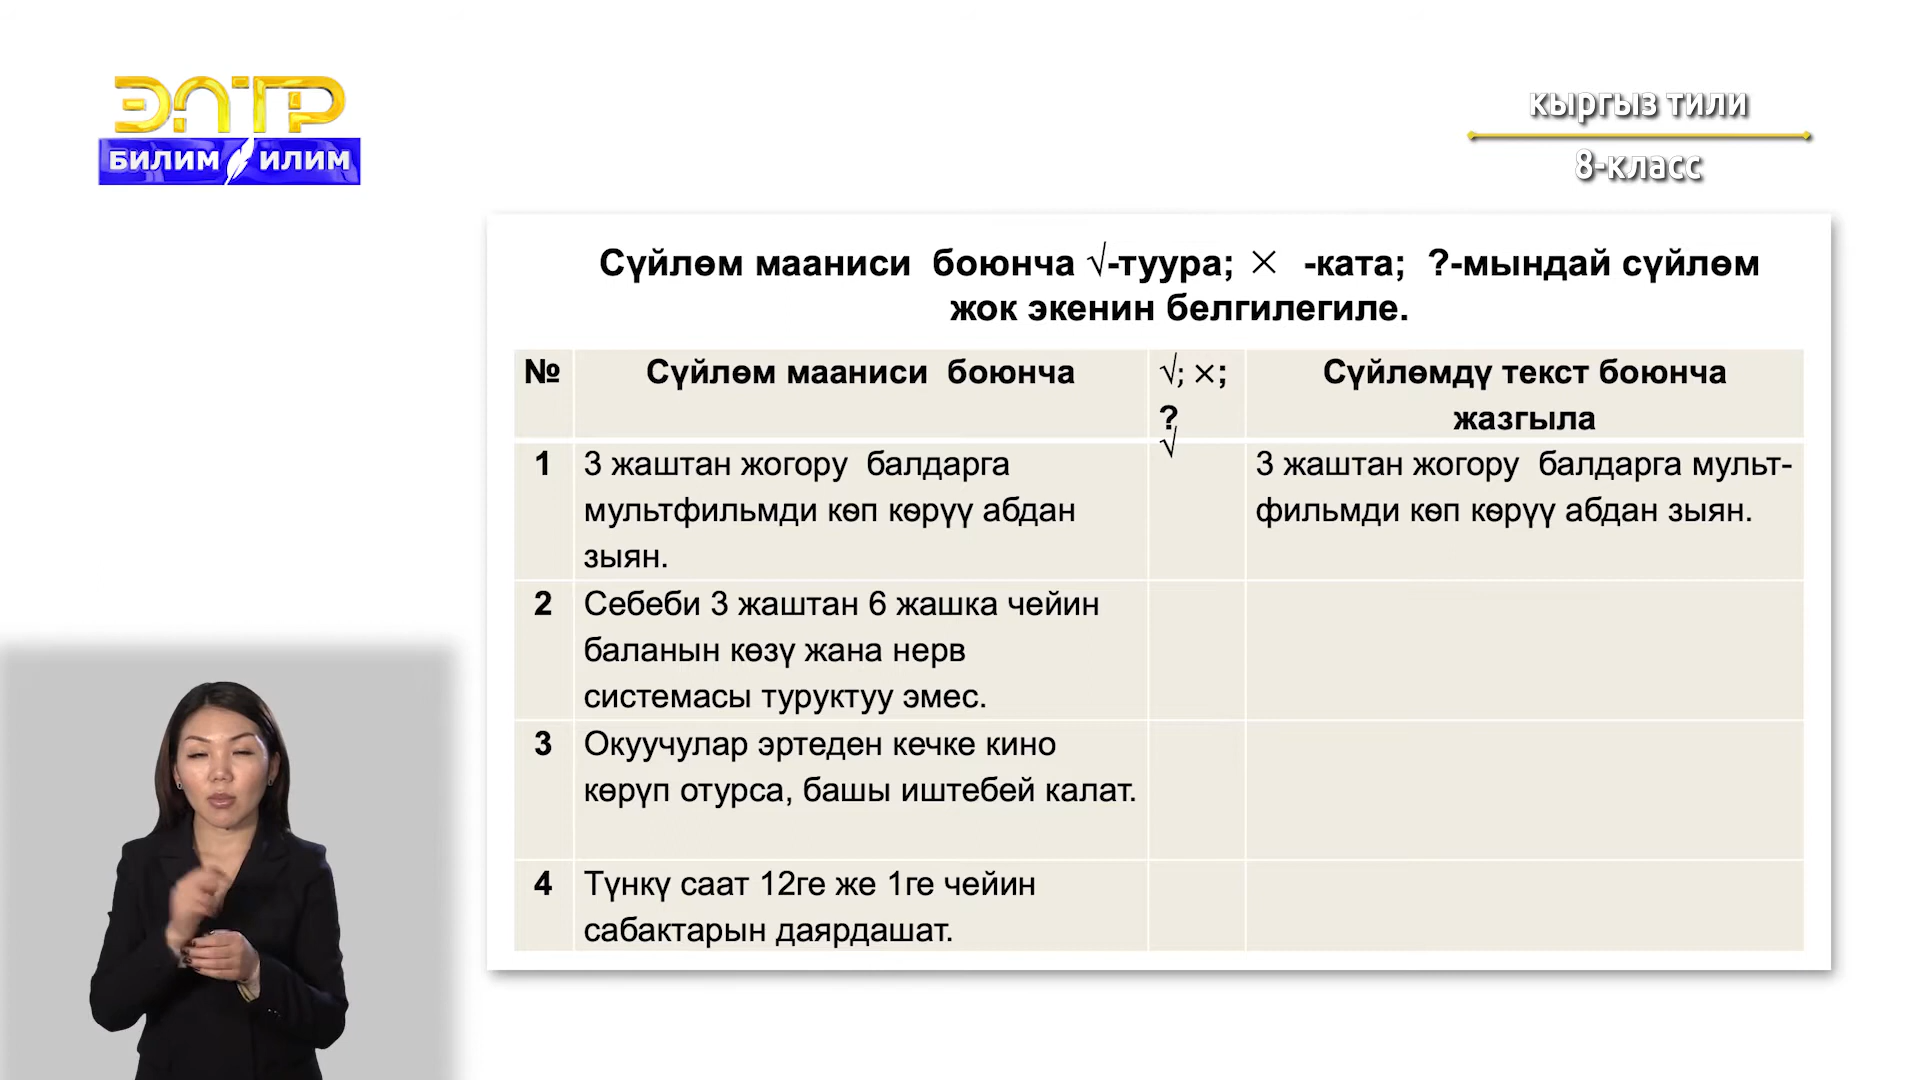 ЭЛТР
БИЛИМ ИЛИМ
кыргыз тили
8-класс
Сүйлөм мааниси боюнча √-туура; × -ката; ?-мындай сүйлөм
жок экенин белгилегиле.
№
Сүйлөм мааниси боюнча
√; ×;
?
Сүйлөмдү текст боюнча
жазгыла
1
3 жаштан жогору балдарга
мультфильмди көп көрүү абдан
зыян.
√
3 жаштан жогору балдарга мульт-
фильмди көп көрүү абдан зыян.
2
Себеби 3 жаштан 6 жашка чейин
баланын көзү жана нерв
системасы туруктуу эмес.
3
Окуучулар эртеден кечке кино
көрүп отурса, башы иштебей калат.
4
Түнкү саат 12ге же 1ге чейин
сабактарын даярдашат.